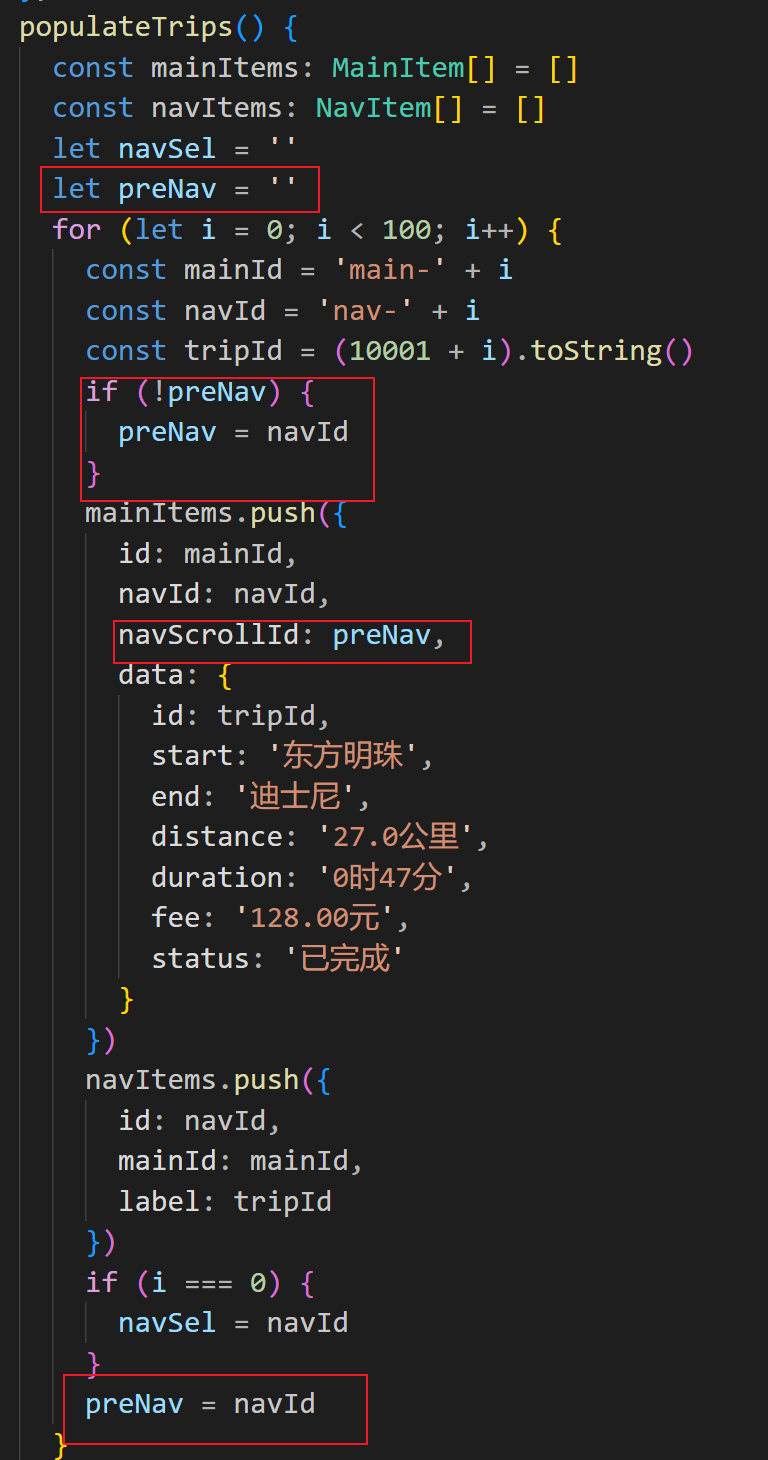 populateTrips() {
const mainItems: MainItem[] = []
const navItems: NavItem[] = []
let navSel = ''
let preNav = ''
for (let i = 0; i < 100; i++) {
const mainId = 'main-' + i
const navId = 'nav-' + i
const tripId = (10001 + i).toString()
if (!preNav) {
preNav = navId
}
mainItems.push({
id: mainId,
navId: navId,
navScrollId: preNav,
data: {
id: tripId,
start: '东方明珠',
end: '迪士尼',
distance: '27.0公里',
duration: '0时47分',
fee: '128.00元',
status: '已完成'
}
})
navItems.push({
id: navId,
mainId: mainId,
label: tripId
})
if (i === 0) {
navSel = navId
}
preNav = navId
}